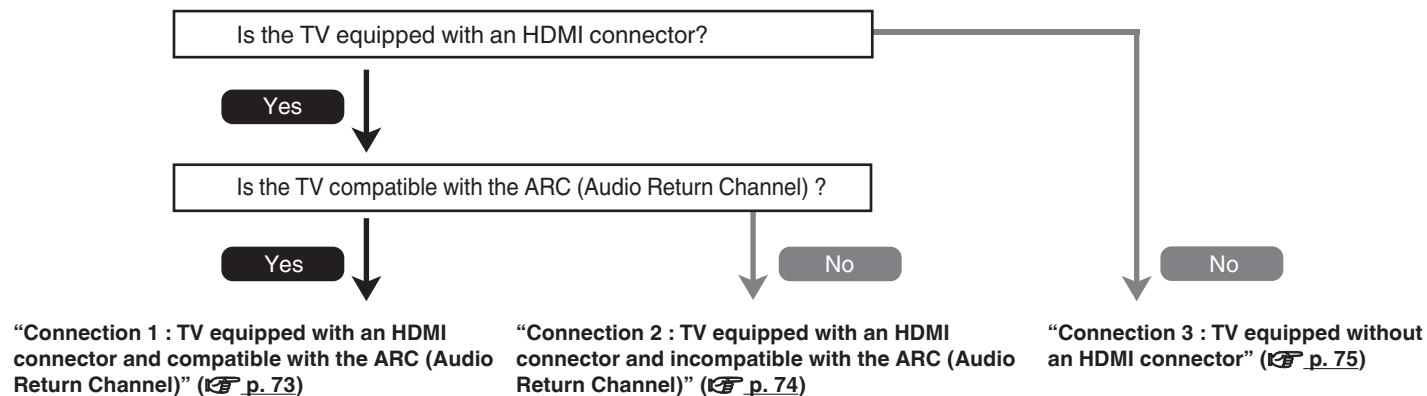 Is the TV equipped with an HDMI connector?
Yes
Is the TV compatible with the ARC (Audio Return Channel) ?
Yes
No
No
“Connection 1 : TV equipped with an HDMI
connector and compatible with the ARC (Audio
Return Channel)” (☞ p. 73)
“Connection 2 : TV equipped with an HDMI
connector and incompatible with the ARC (Audio
Return Channel)” (☞ p. 74)
“Connection 3 : TV equipped without
an HDMI connector” (☞ p. 75)